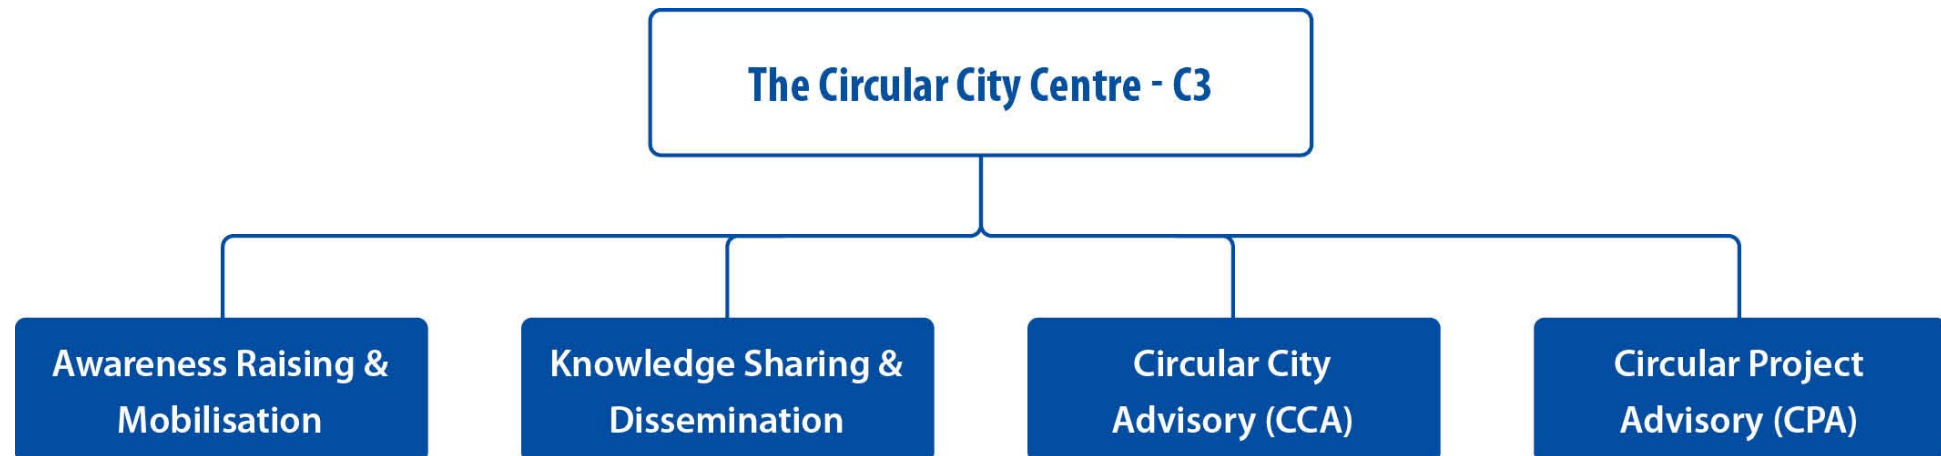 The Circular City Centre - C3
Awareness Raising &
Mobilisation
Knowledge Sharing &
Dissemination
Circular City
Advisory (CCA)
Circular Project
Advisory (CPA)